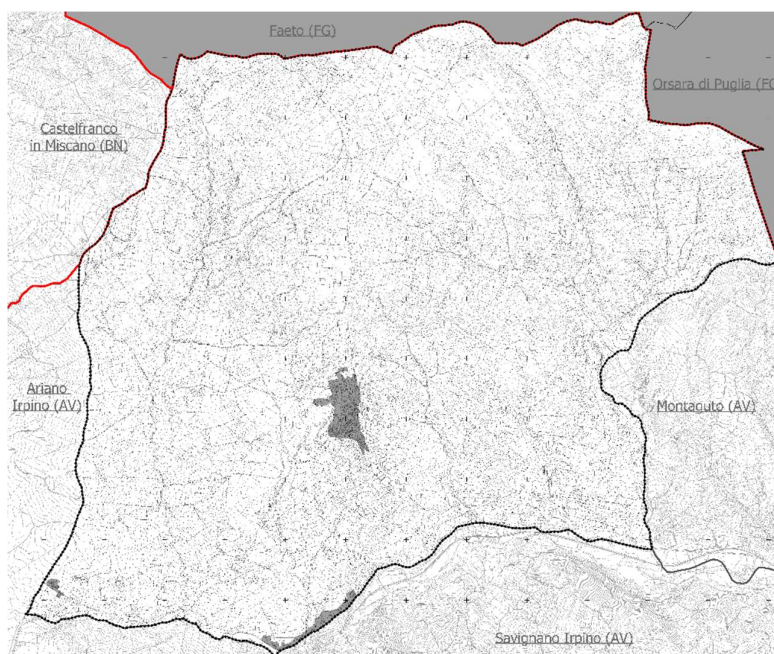 Faeto (FG)
Orsara di Puglia (FG
Castelfranco
in Miscano (BN)
Ariano
Irpino (AV)
Montaguto (AV)
Savignano Irpino (AV)